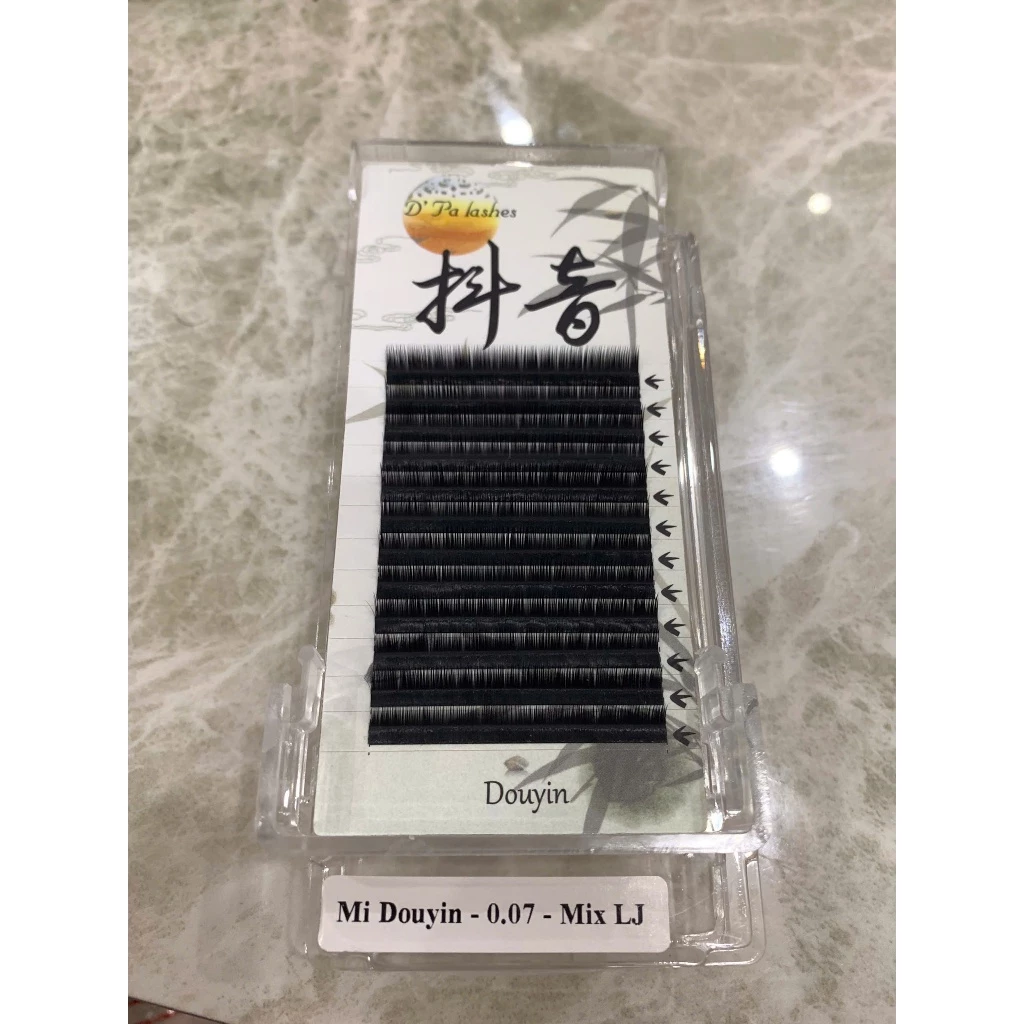 D' Pa lashes
抖音
Douyin
Mi Douyin - 0.07 - Mix LJ